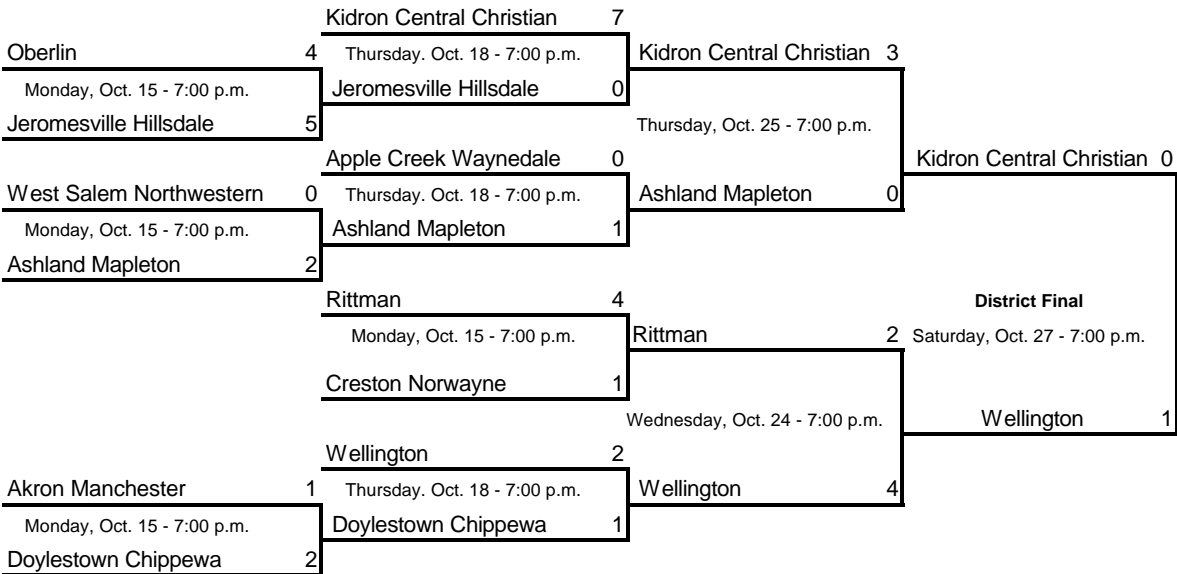 Kidron Central Christian 7
Oberlin 4
Thursday. Oct. 18 - 7:00 p.m.
Kidron Central Christian 3
Monday, Oct. 15 - 7:00 p.m.
Jeromesville Hillsdale 0
Jeromesville Hillsdale 5
Thursday, Oct. 25 - 7:00 p.m.
Apple Creek Waynedale 0
Kidron Central Christian 0
West Salem Northwestern 0
Thursday. Oct. 18 - 7:00 p.m.
Ashland Mapleton 0
Monday, Oct. 15 - 7:00 p.m.
Ashland Mapleton 1
Ashland Mapleton 2
Rittman 4
District Final
Monday, Oct. 15 - 7:00 p.m.
Rittman 2
Saturday, Oct. 27 - 7:00 p.m.
Creston Norwayne 1
Wednesday, Oct. 24 - 7:00 p.m.
Wellington 1
Wellington 2
Akron Manchester 1
Thursday. Oct. 18 - 7:00 p.m.
Wellington 4
Monday, Oct. 15 - 7:00 p.m.
Doylestown Chippewa 1
Doylestown Chippewa 2